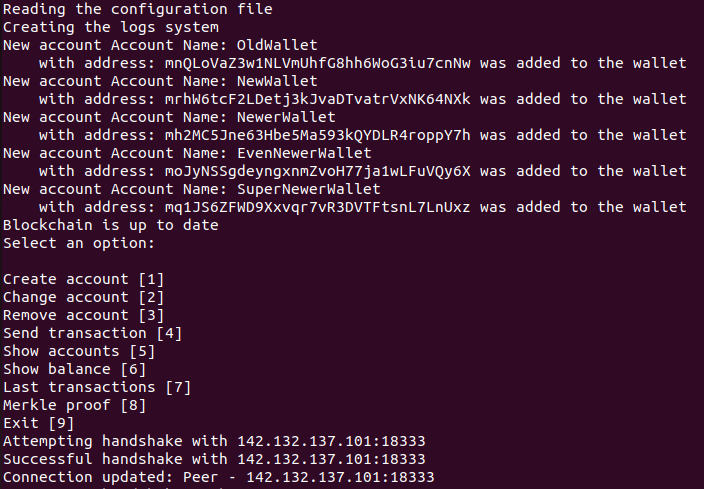 Reading the configuration file
Creating the logs system
New account Account Name: OldWallet
with address: mnQLoVaZ3w1NLVmUhfG8hh6WoG3iu7cnNw was added to the wallet
New account Account Name: NewWallet
with address: mrhW6tcF2LDetj3kJvaDTvatrVxNK64NXk was added to the wallet
New account Account Name: NewerWallet
with address: mh2MC5Jne63Hbe5Ma593kQYDLR4roppY7h was added to the wallet
New account Account Name: EvenNewerWallet
with address: moJyNSSgdeyngxnmZvoH77ja1wLFuVQy6X was added to the wallet
New account Account Name: SuperNewerWallet
with address: mq1JS6ZFWD9Xxvqr7vR3DVTFtsnL7LnUxz was added to the wallet
Blockchain is up to date
Select an option:
Create account [1]
Change account [2]
Remove account [3]
Send transaction [4]
Show accounts [5]
Show balance [6]
Last transactions [7]
Merkle proof [8]
Exit [9]
Attempting handshake with 142.132.137.101:18333
Successful handshake with 142.132.137.101:18333
Connection updated: Peer - 142.132.137.101:18333